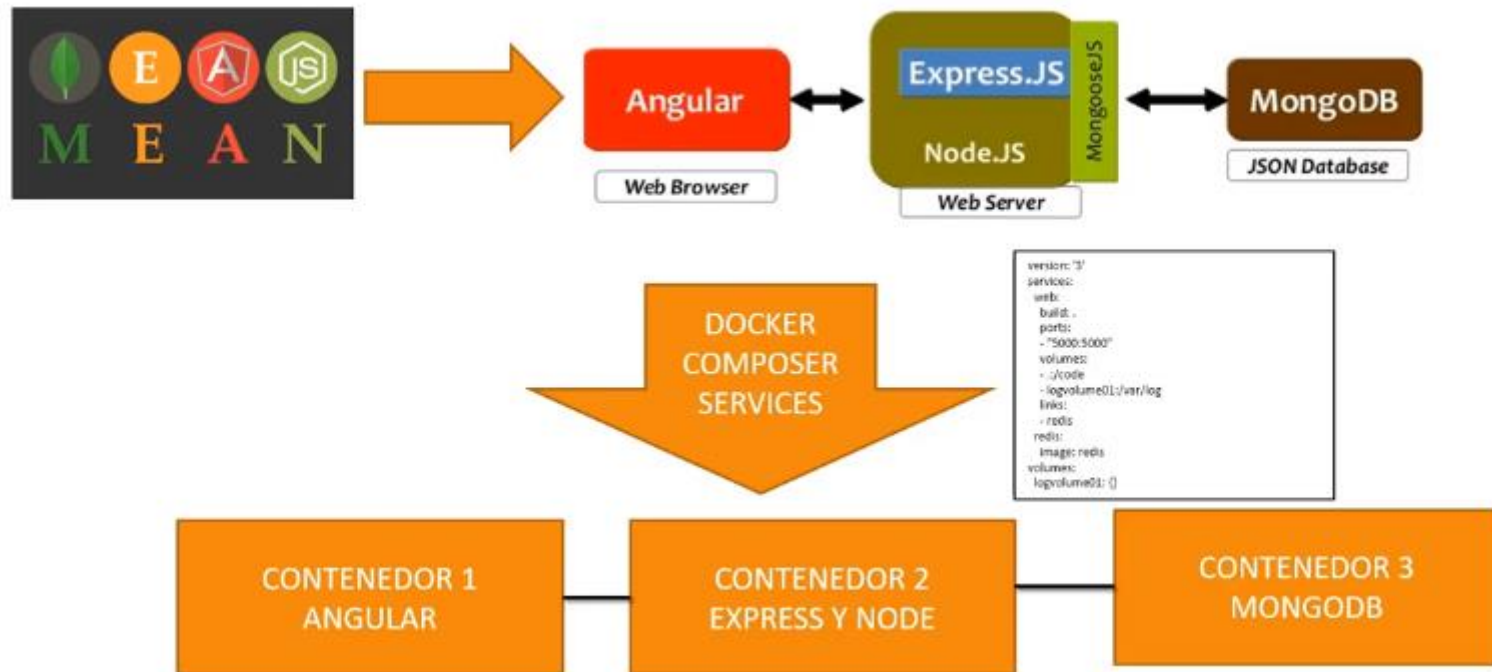 E JS
M E A N
Angular
Web Browser
Express.JS
Node.JS
MongooseJS
Web Server
MongoDB
JSON Database
DOCKER
COMPOSER
SERVICES
version: '3'
services:
web:
build: .
ports:
- "5000:5000"
volumes:
- .:/code
- logvolume01:/var/log
links:
- redis
redis:
image: redis
volumes:
logvolume01: {}
CONTENEDOR 1
ANGULAR
CONTENEDOR 2
EXPRESS Y NODE
CONTENEDOR 3
MONGODB